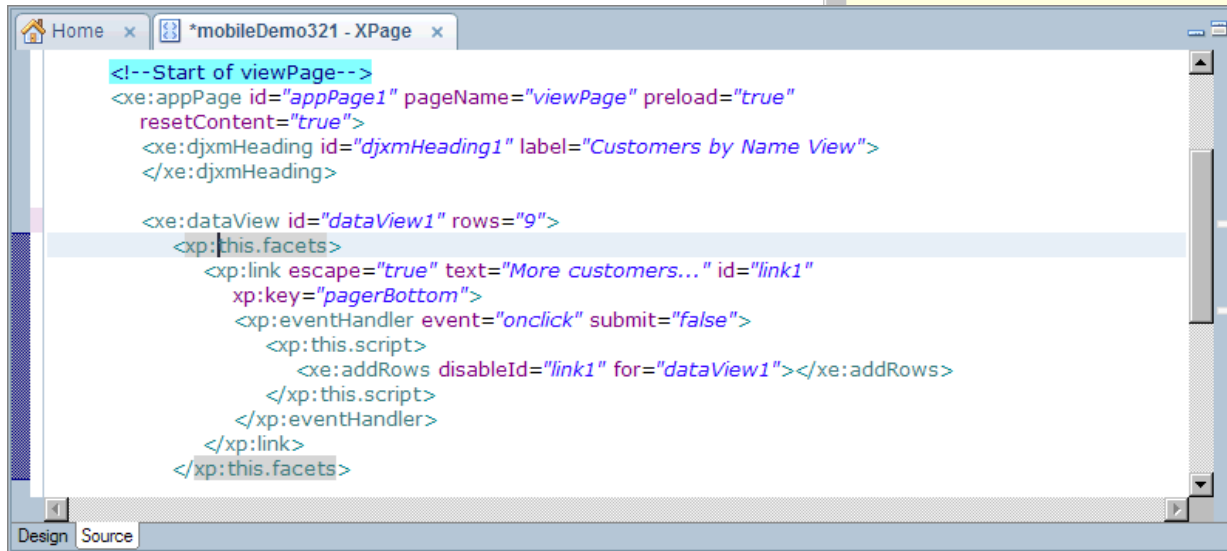 Home
*mobileDemo321 - XPage
<!--Start of viewPage-->
<xe:appPage id="appPage1" pageName="viewPage" preload="true"
resetContent="true">
<xe:djxmHeading id="djxmHeading1" label="Customers by Name View">
</xe:djxmHeading>
<xe:dataView id="dataView1" rows="9">
<xp:this.facets>
<xp:link escape="true" text="More customers..." id="link1"
xp:key="pagerBottom">
<xp:eventHandler event="onclick" submit="false">
<xp:this.script>
<xe:addRows disableId="link1" for="dataView1"></xe:addRows>
</xp:this.script>
</xp:eventHandler>
</xp:link>
</xp:this.facets>
Design Source